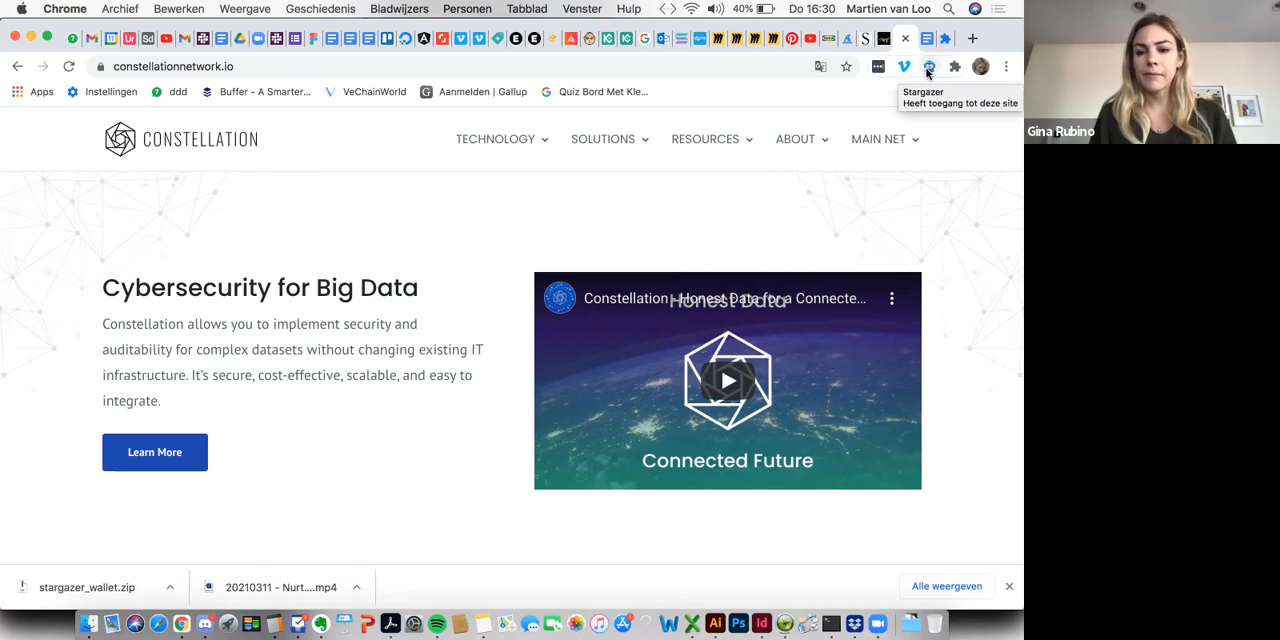 Chrome Archief Bewerken Weergave Geschiedenis Bladwijzers Personen Tabblad Venster Hulp 40% Do 16:30 Martien van Loo
constellationnetwork.io
Stargazer
Heeft toegang tot deze site
Apps Instellingen ddd Buffer - A Smarter... VeChainWorld Aanmelden | Gallup Quiz Bord Met Kle...
Gina Rubino
CONSTELLATION TECHNOLOGY SOLUTIONS RESOURCES ABOUT MAIN NET
Cybersecurity for Big Data
Constellation allows you to implement security and
auditability for complex datasets without changing existing IT
infrastructure. It's secure, cost-effective, scalable, and easy to
integrate.
Learn More
Constellation - Honest Data for a Connecte...
Honest Data
Connected Future
stargazer_wallet.zip 20210311 - Nurt....mp4 Alle weergeven